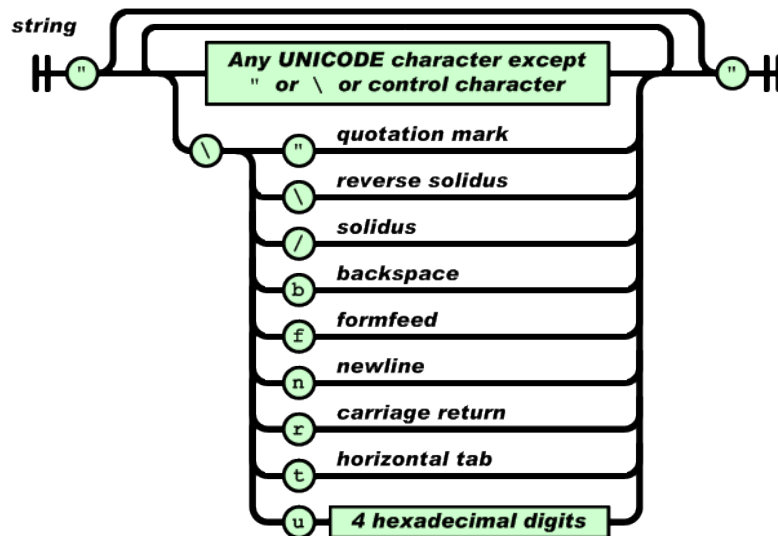 string
" Any UNICODE character except "
" or \ or control character
\ " quotation mark
\ reverse solidus
/ solidus
b backspace
f formfeed
n newline
r carriage return
t horizontal tab
u 4 hexadecimal digits